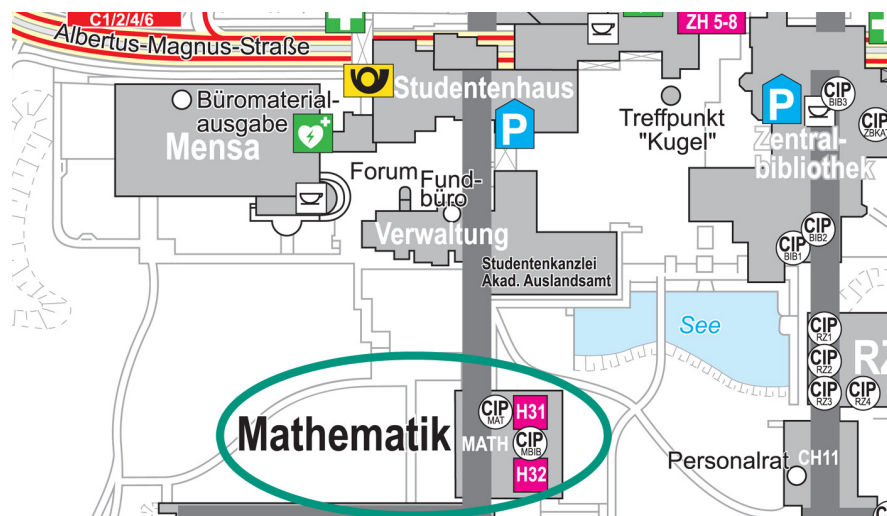 C1/2/4/6
Albertus-Magnus-Straße
ZH 5-8
Studentenhaus
Büromaterial-
ausgabe
Mensa
P
Treffpunkt
"Kugel"
P
CIP
BIB3
CIP
Zentral-
bibliothek
Forum
Fund-
büro
Verwaltung
Studentenkanzlei
Akad. Auslandsamt
CIP
BIB2
CIP
BIB1
See
CIP
RZ1
CIP
RZ2
CIP
RZ3
CIP
RZ4
Mathematik
CIP
MAT
H31
MATH
CIP
MBIB
H32
Personalrat
CH11